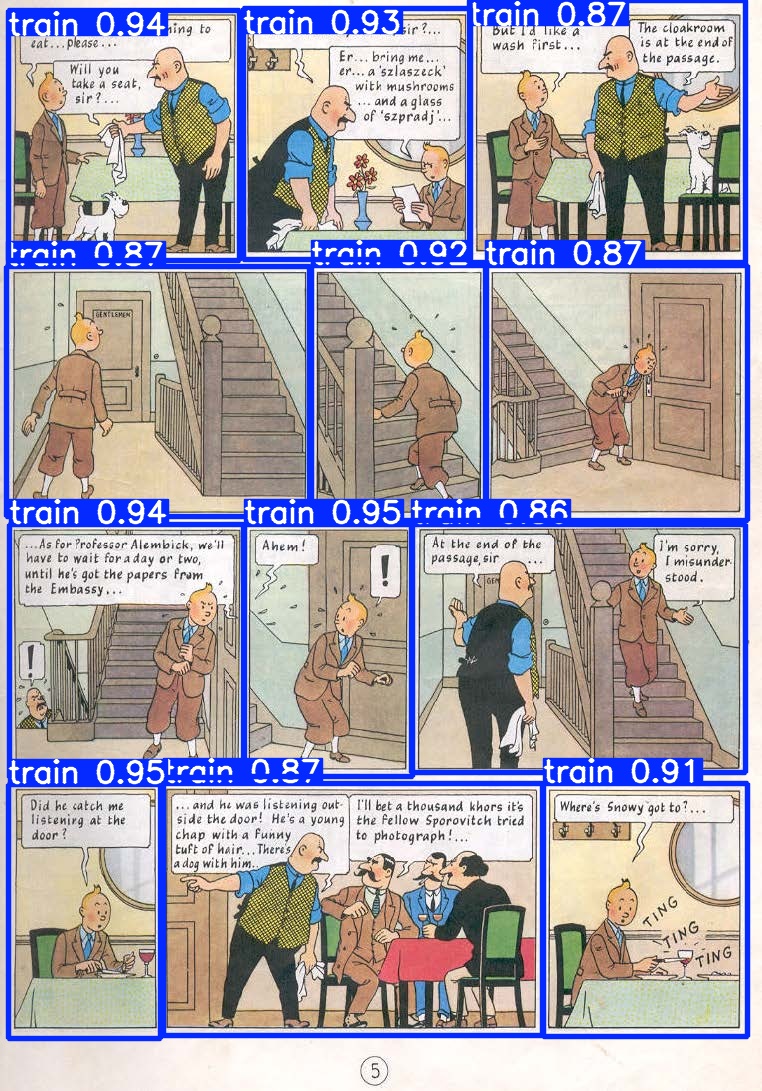 train 0.94
train 0.93
train 0.87
ning to
eat...please...
Will you
take a seat,
sir?...
sir?...
Er... bring me...
er... a 'szlaszeck'
with mushrooms
... and a glass
of 'szpradj'...
But I'd like a
wash first...
The cloakroom
is at the end of
the passage.
train 0.87
train 0.92
train 0.87
GENTLEMEN
train 0.94
train 0.95
train 0.86
...As for Professor Alembick, we'll
have to wait for a day or two,
until he's got the papers from
the Embassy...
!
Ahem!
!
At the end of the
passage, sir ...
GEN
I'm sorry,
I misunder-
stood.
train 0.95
train 0.87
train 0.91
Did he catch me
listening at the
door?
...and he was listening out-
side the door! He's a young
chap with a funny
tuft of hair... There's
a dog with him..
I'll bet a thousand khors it's
the fellow Sporovitch tried
to photograph!...
Where's Snowy got to?...
TING
TING
TING
5